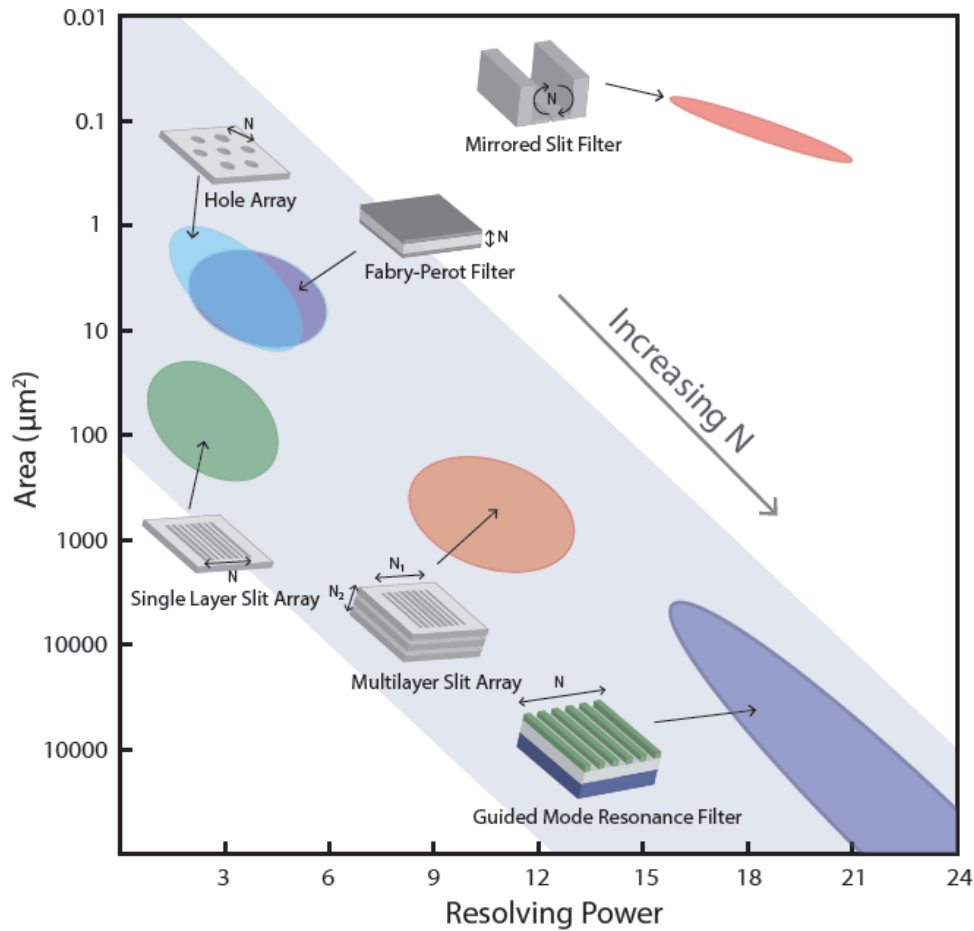 0.01
0.1
1
10
100
1000
10000
10000
Area (μm²)
3
6
9
12
15
18
21
24
Resolving Power
N
Mirrored Slit Filter
N
Hole Array
N
Fabry-Perot Filter
Increasing N
N
Single Layer Slit Array
N₁
N₂
Multilayer Slit Array
N
Guided Mode Resonance Filter